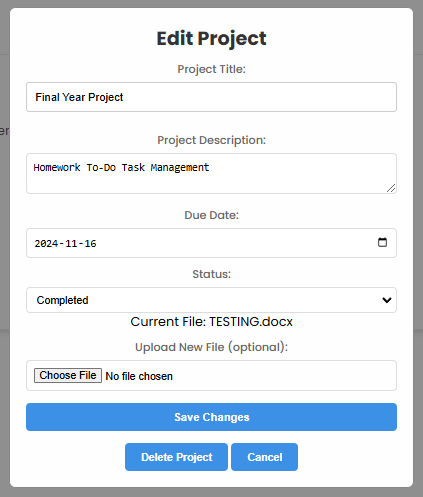 Edit Project
Project Title:
Final Year Project
er
Project Description:
Homework To-Do Task Management
Due Date:
2024-11-16
Status:
Completed
Current File: TESTING.docx
Upload New File (optional):
Choose File No file chosen
Save Changes
Delete Project Cancel